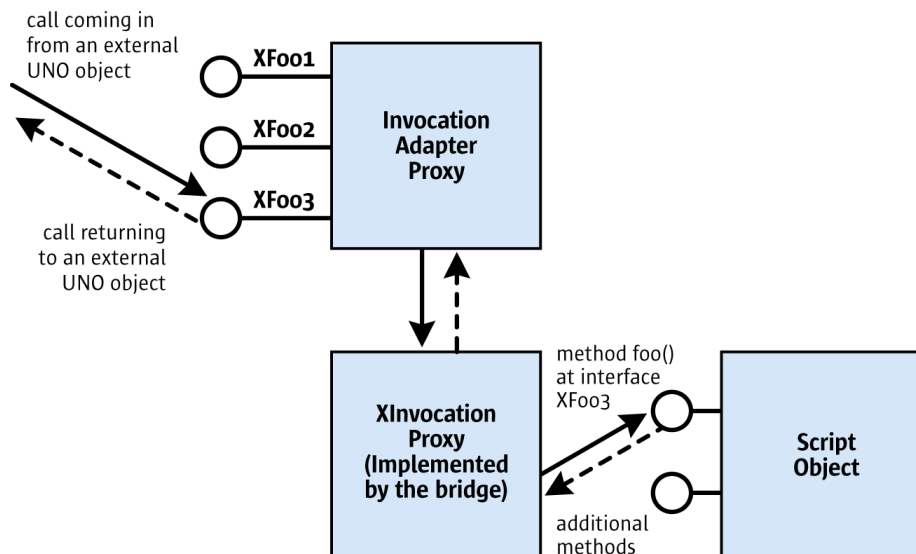 call coming in
from an external
UNO object
XFoo1
XFoo2
XFoo3
Invocation
Adapter
Proxy
call returning
to an external
UNO object
XInvocation
Proxy
(Implemented
by the bridge)
method foo()
at interface
XFoo3
additional
methods
Script
Object